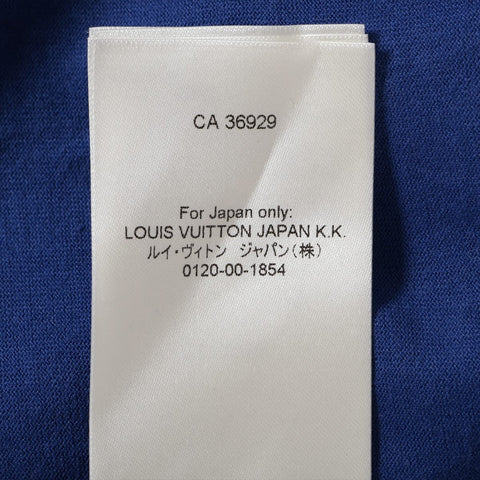 CA 36929
For Japan only:
LOUIS VUITTON JAPAN K.K.
ルイ・ヴィトン ジャパン(株)
0120-00-1854